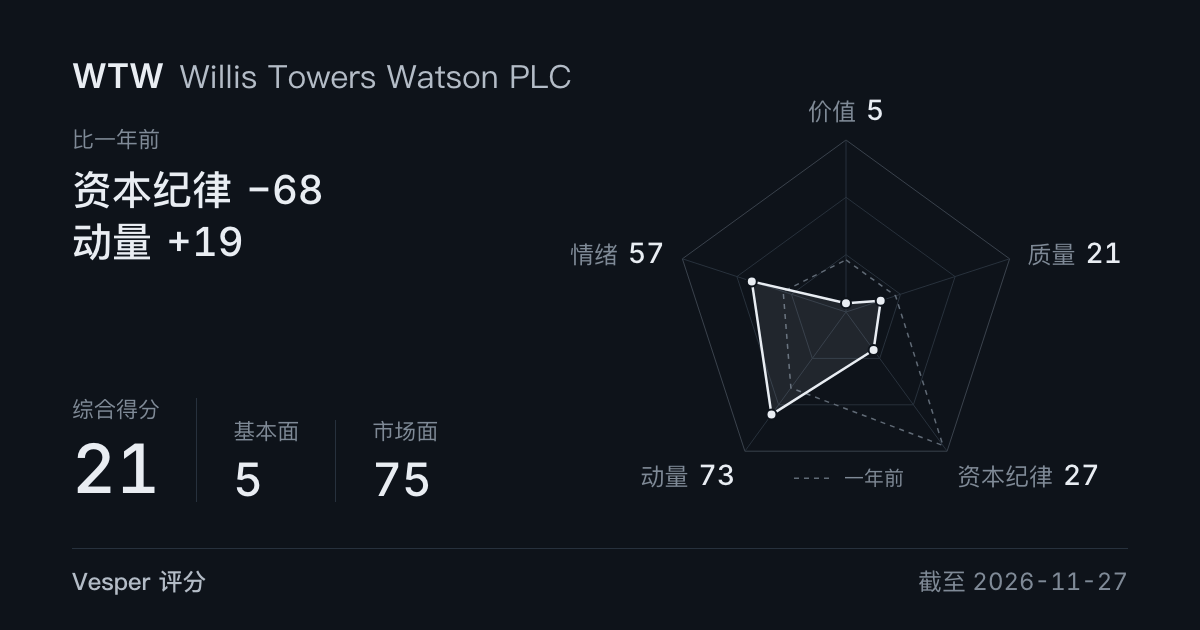 WTW Willis Towers Watson PLC
比一年前
资本纪律 −68
动量 +19
价值 5
情绪 57
质量 21
动量 73
一年前
资本纪律 27
综合得分
21
基本面
5
市场面
75
Vesper 评分
截至 2026-11-27